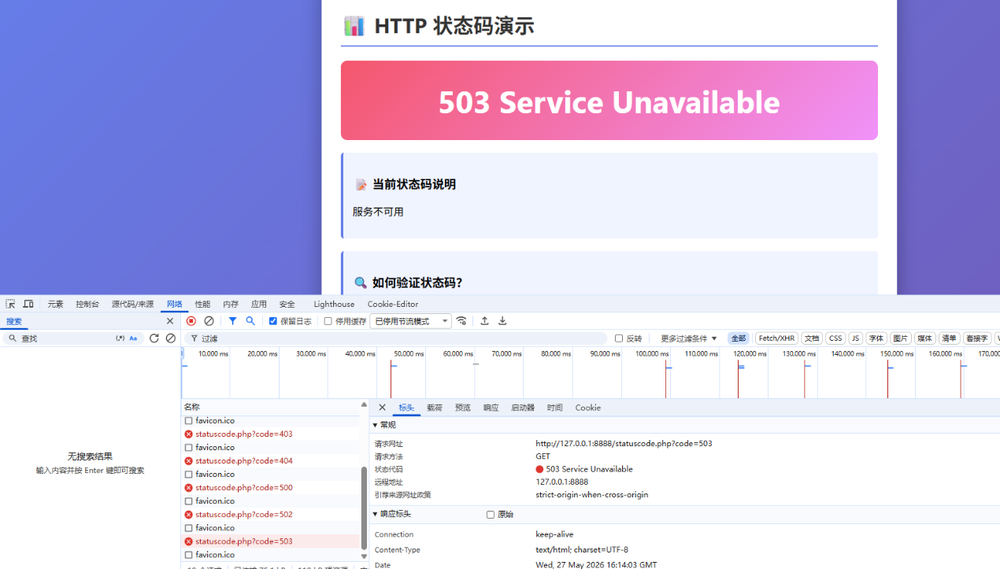 HTTP 状态码演示
503 Service Unavailable
当前状态码说明
服务不可用
如何验证状态码?
元素 控制台 源代码/来源 网络 性能 内存 应用 安全 Lighthouse Cookie-Editor
搜索 保留日志 停用缓存 已停用节流模式
查找 (.*) Aa 过滤 反转 更多过滤条件 全部 Fetch/XHR 文档 CSS JS 字体 图片 媒体 清单 套接字
10,000 ms 20,000 ms 30,000 ms 40,000 ms 50,000 ms 60,000 ms 70,000 ms 80,000 ms 90,000 ms 100,000 ms 110,000 ms 120,000 ms 130,000 ms 140,000 ms 150,000 ms 160,000 ms 170,00
名称 标头 载荷 预览 响应 启动器 时间 Cookie
favicon.ico
常规
statuscode.php?code=403
请求网址 http://127.0.0.1:8888/statuscode.php?code=503
favicon.ico
请求方法 GET
statuscode.php?code=404
状态代码 503 Service Unavailable
无搜索结果
输入内容并按 Enter 键即可搜索
favicon.ico
远程地址 127.0.0.1:8888
statuscode.php?code=500
引荐来源网址政策 strict-origin-when-cross-origin
favicon.ico
statuscode.php?code=502
响应标头 原始
favicon.ico
Connection keep-alive
statuscode.php?code=503
Content-Type text/html; charset=UTF-8
favicon.ico
Date Wed, 27 May 2026 16:14:03 GMT